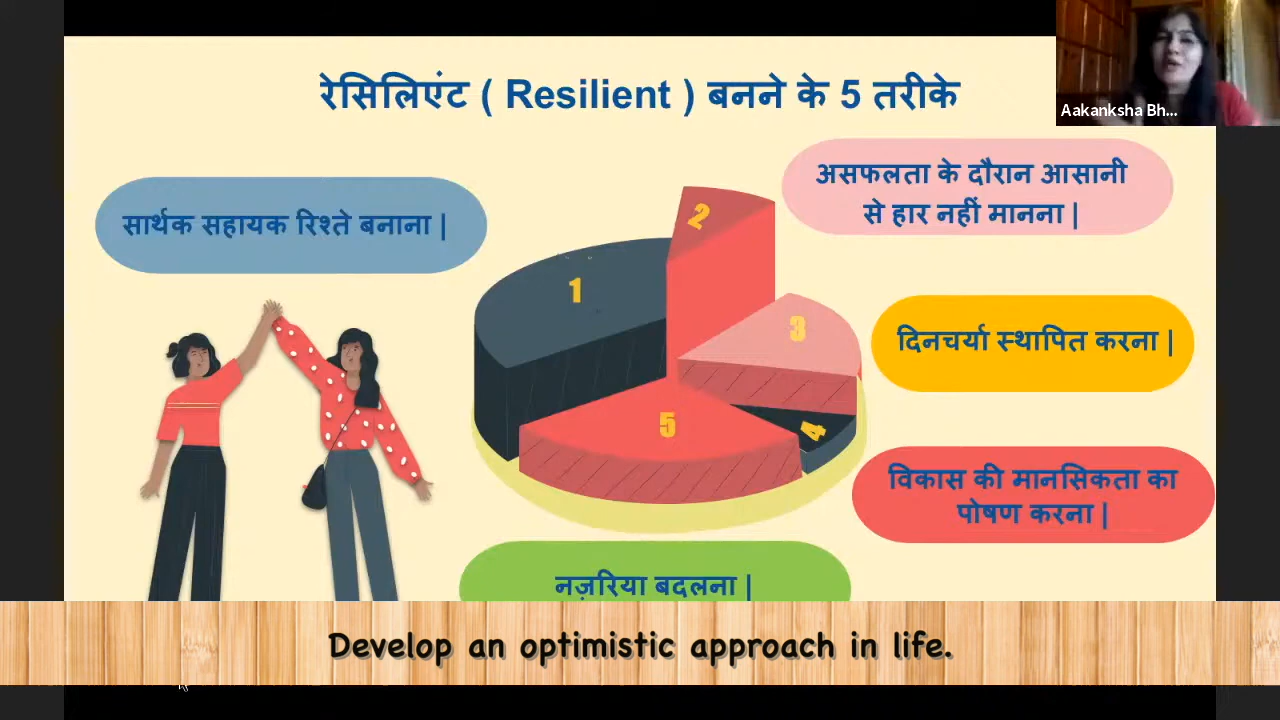 रेसिलिएंट ( Resilient ) बनने के 5 तरीके
Aakanksha Bh...
सार्थक सहायक रिश्ते बनाना |
असफलता के दौरान आसानी
से हार नहीं मानना |
1
2
3
4
5
दिनचर्या स्थापित करना |
विकास की मानसिकता का
पोषण करना |
नज़रिया बदलना |
Develop an optimistic approach in life.